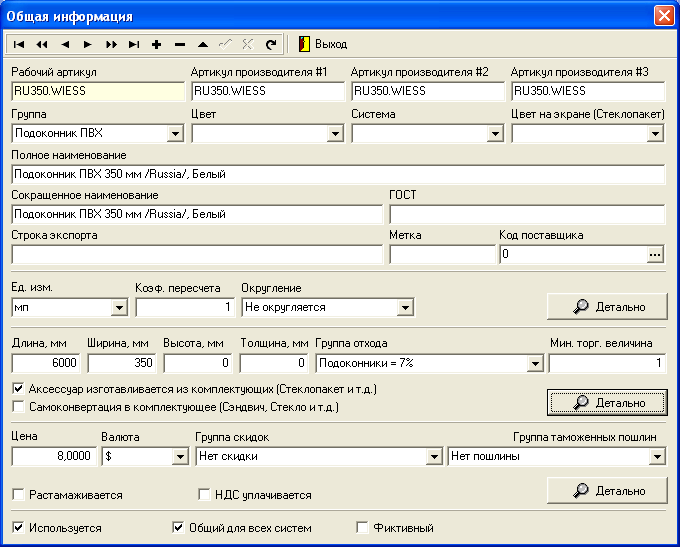 Общая информация
Выход
Рабочий артикул Артикул производителя #1 Артикул производителя #2 Артикул производителя #3
RU350.WIESS RU350.WIESS RU350.WIESS RU350.WIESS
Группа Цвет Система Цвет на экране (Стеклопакет)
Подоконник ПВХ
Полное наименование
Подоконник ПВХ 350 мм /Russia/, Белый
Сокращенное наименование ГОСТ
Подоконник ПВХ 350 мм /Russia/, Белый
Строка экспорта Метка Код поставщика
0 ...
Ед. изм. Коэф. пересчета Округление
мп 1 Не округляется Детально
Длина, мм Ширина, мм Высота, мм Толщина, мм Группа отхода Мин. торг. величина
6000 350 0 0 Подоконники = 7% 1
Аксессуар изготавливается из комплектующих (Стеклопакет и т.д.)
Самоконвертация в комплектующее (Сэндвич, Стекло и т.д.) Детально
Цена Валюта Группа скидок Группа таможенных пошлин
8,0000 $ Нет скидки Нет пошлины
Растамаживается НДС уплачивается Детально
Используется Общий для всех систем Фиктивный